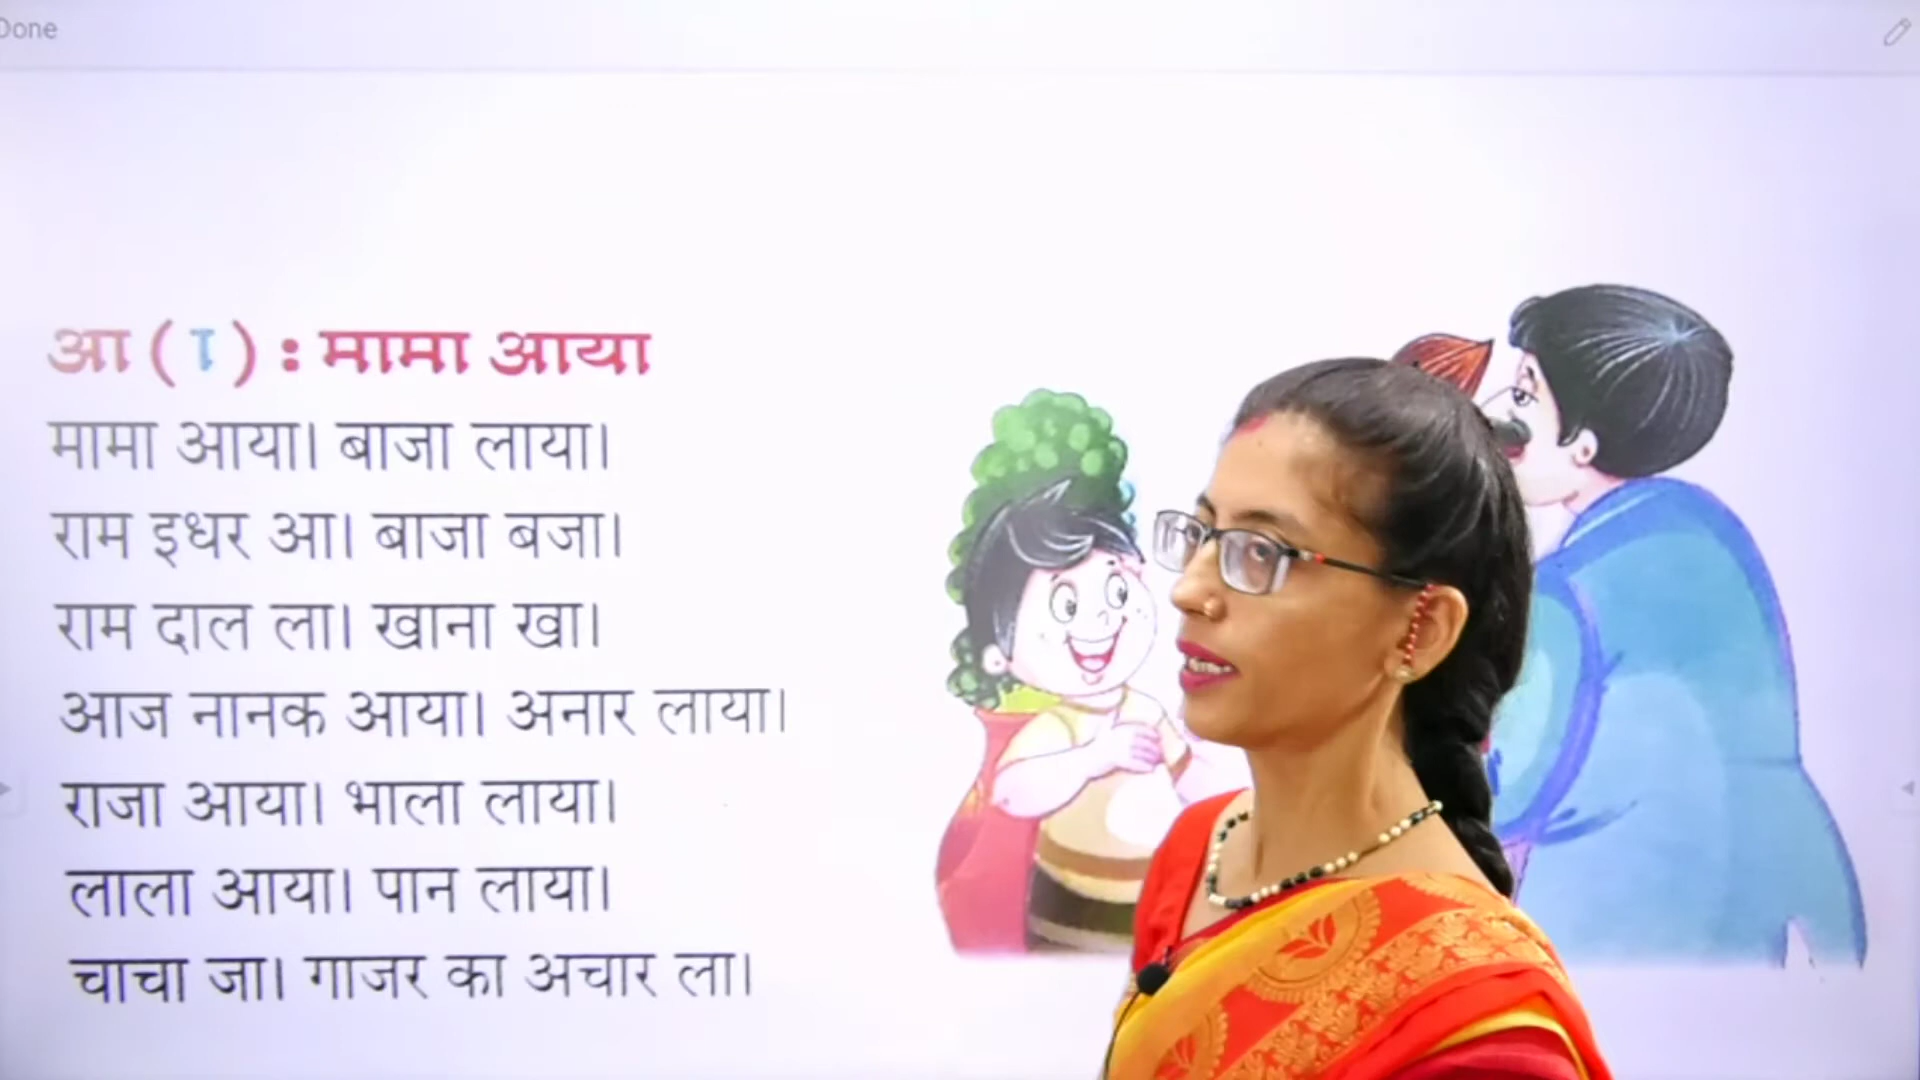 Done
आ ( ा ) : मामा आया
मामा आया। बाजा लाया।
राम इधर आ। बाजा बजा।
राम दाल ला। खाना खा।
आज नानक आया। अनार लाया।
राजा आया। भाला लाया।
लाला आया। पान लाया।
चाचा जा। गाजर का अचार ला।